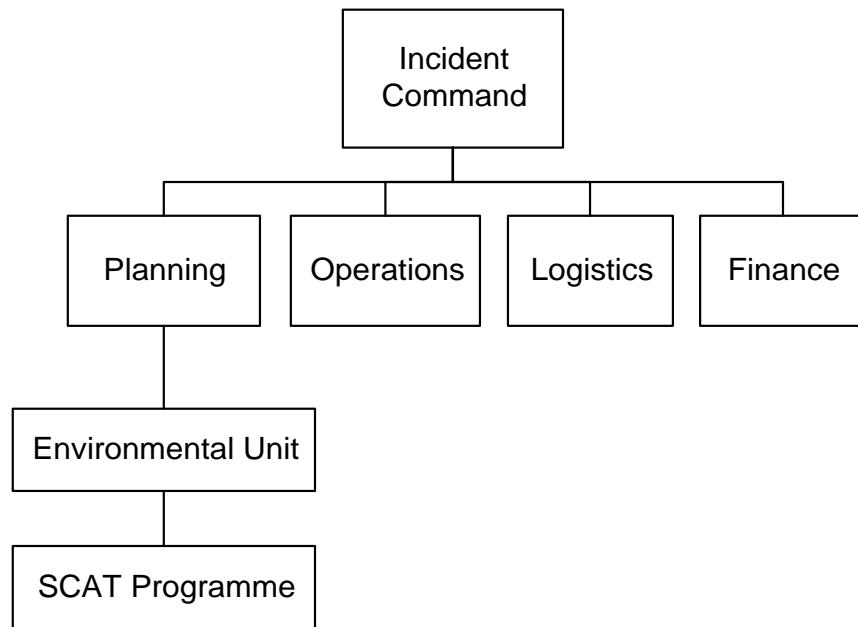 Incident
Command
Planning
Operations
Logistics
Finance
Environmental Unit
SCAT Programme